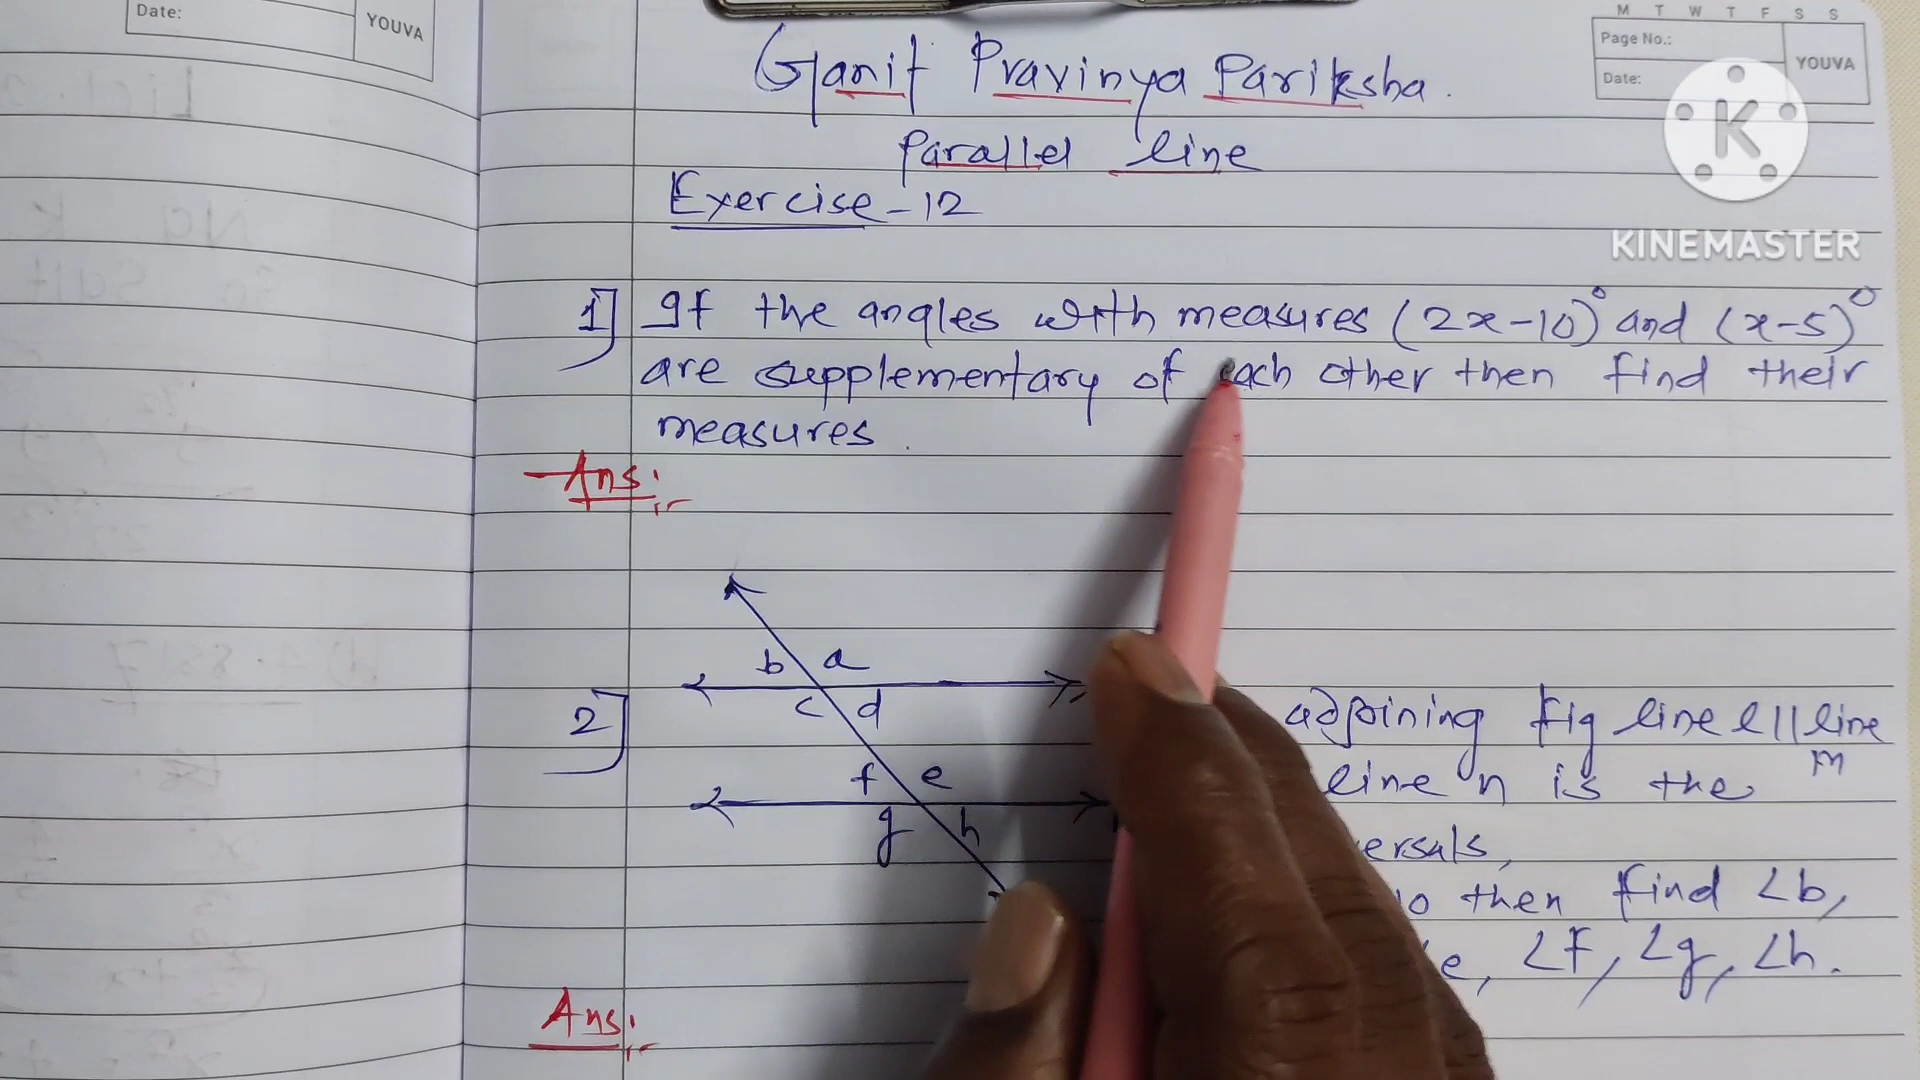 Date:
YOUVA
M T W T F S S
Page No.:
Date:
YOUVA
K
KINEMASTER
Ganit Pravinya Pariksha.
Parallel line
Exercise-12
1] If the angles with measures (2x-10)° and (x-5)°
are supplementary of each other then find their
measures.
Ans:-
b a
c d
2]
f e
g h
adjoining fig line l || line
m
line n is the
ersals,
then find ∠b,
e, ∠f, ∠g, ∠h.
Ans:-